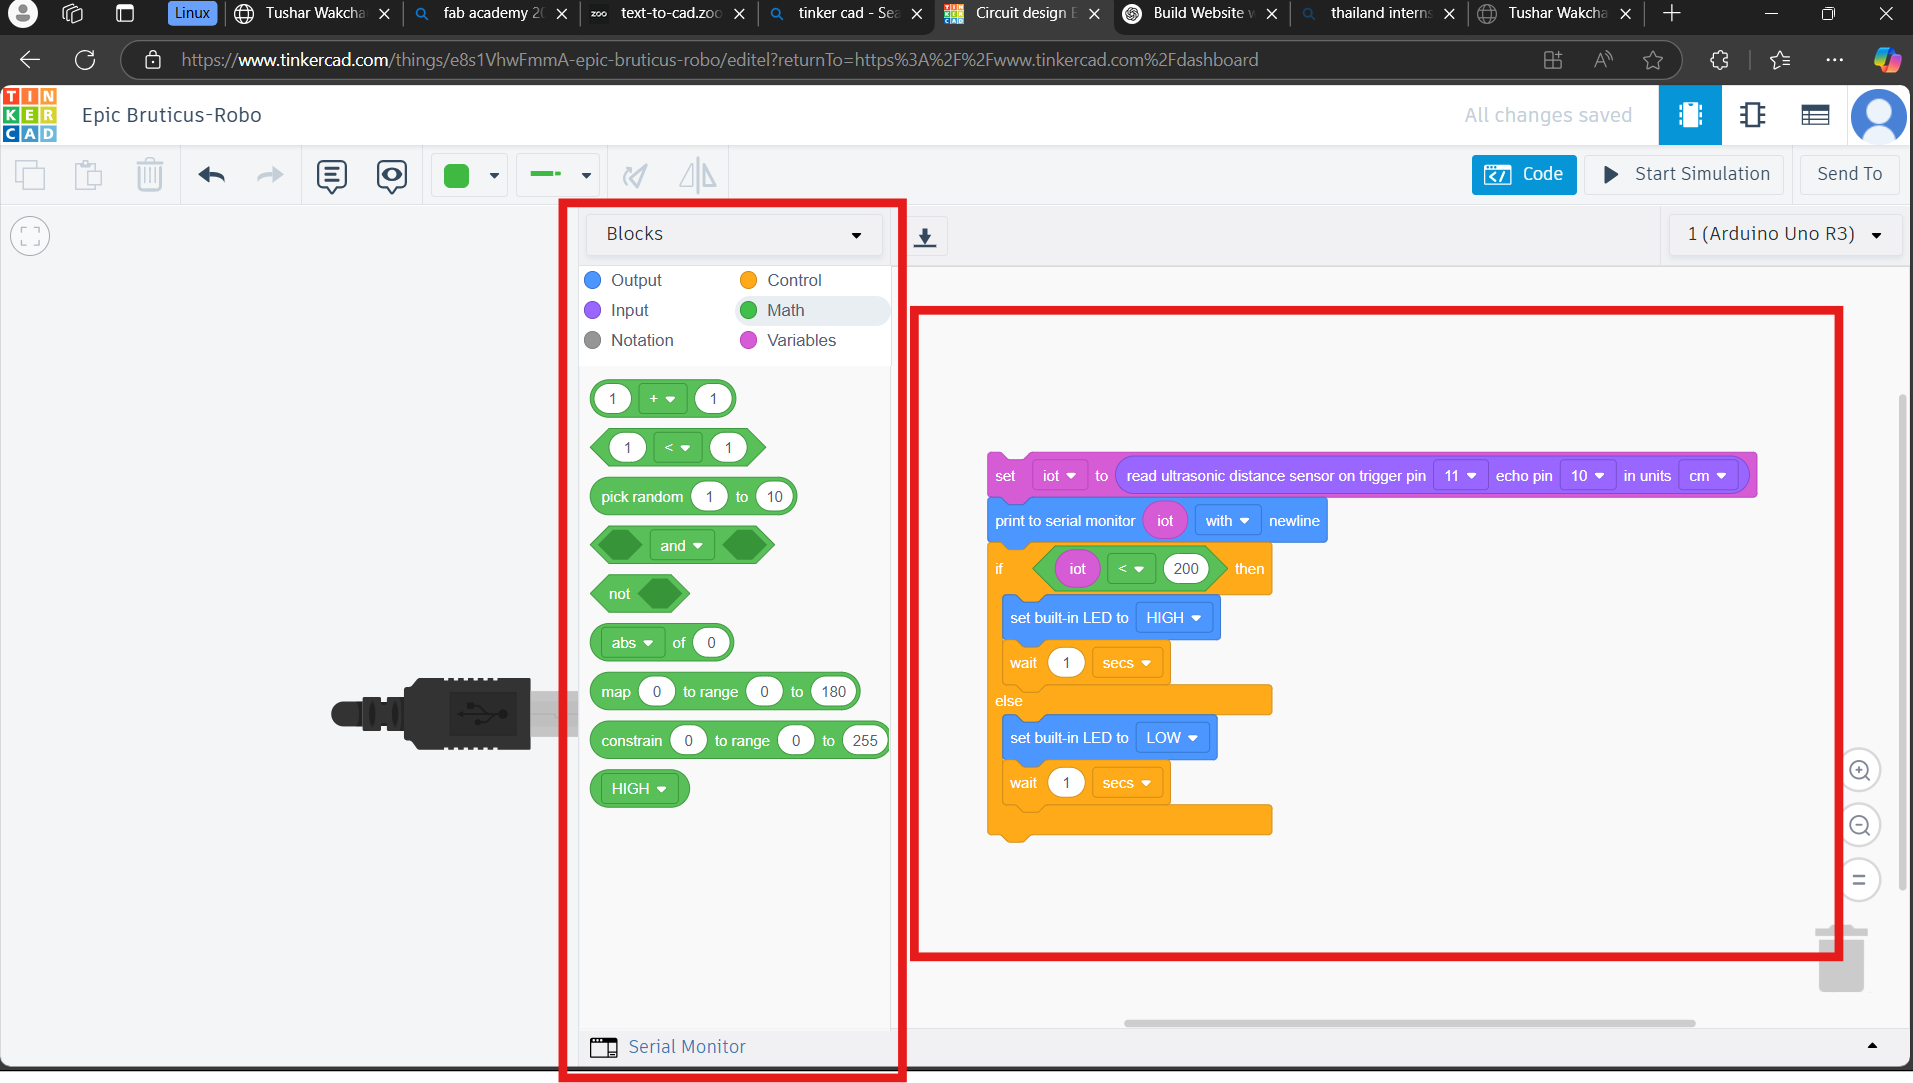 Linux
Tushar Wakcha
fab academy 20
zoo text-to-cad.zoo
tinker cad - Sea
Circuit design E
Build Website w
thailand interns
Tushar Wakcha
https://www.tinkercad.com/things/e8s1VhwFmmA-epic-bruticus-robo/editel?returnTo=https%3A%2F%2Fwww.tinkercad.com%2Fdashboard
TIN
KER
CAD
Epic Bruticus-Robo
All changes saved
Code
Start Simulation
Send To
Blocks
1 (Arduino Uno R3)
Output
Control
Input
Math
Notation
Variables
1 + 1
1 < 1
pick random 1 to 10
and
not
abs of 0
map 0 to range 0 to 180
constrain 0 to range 0 to 255
HIGH
set iot to read ultrasonic distance sensor on trigger pin 11 echo pin 10 in units cm
print to serial monitor iot with newline
if iot < 200 then
set built-in LED to HIGH
wait 1 secs
else
set built-in LED to LOW
wait 1 secs
Serial Monitor